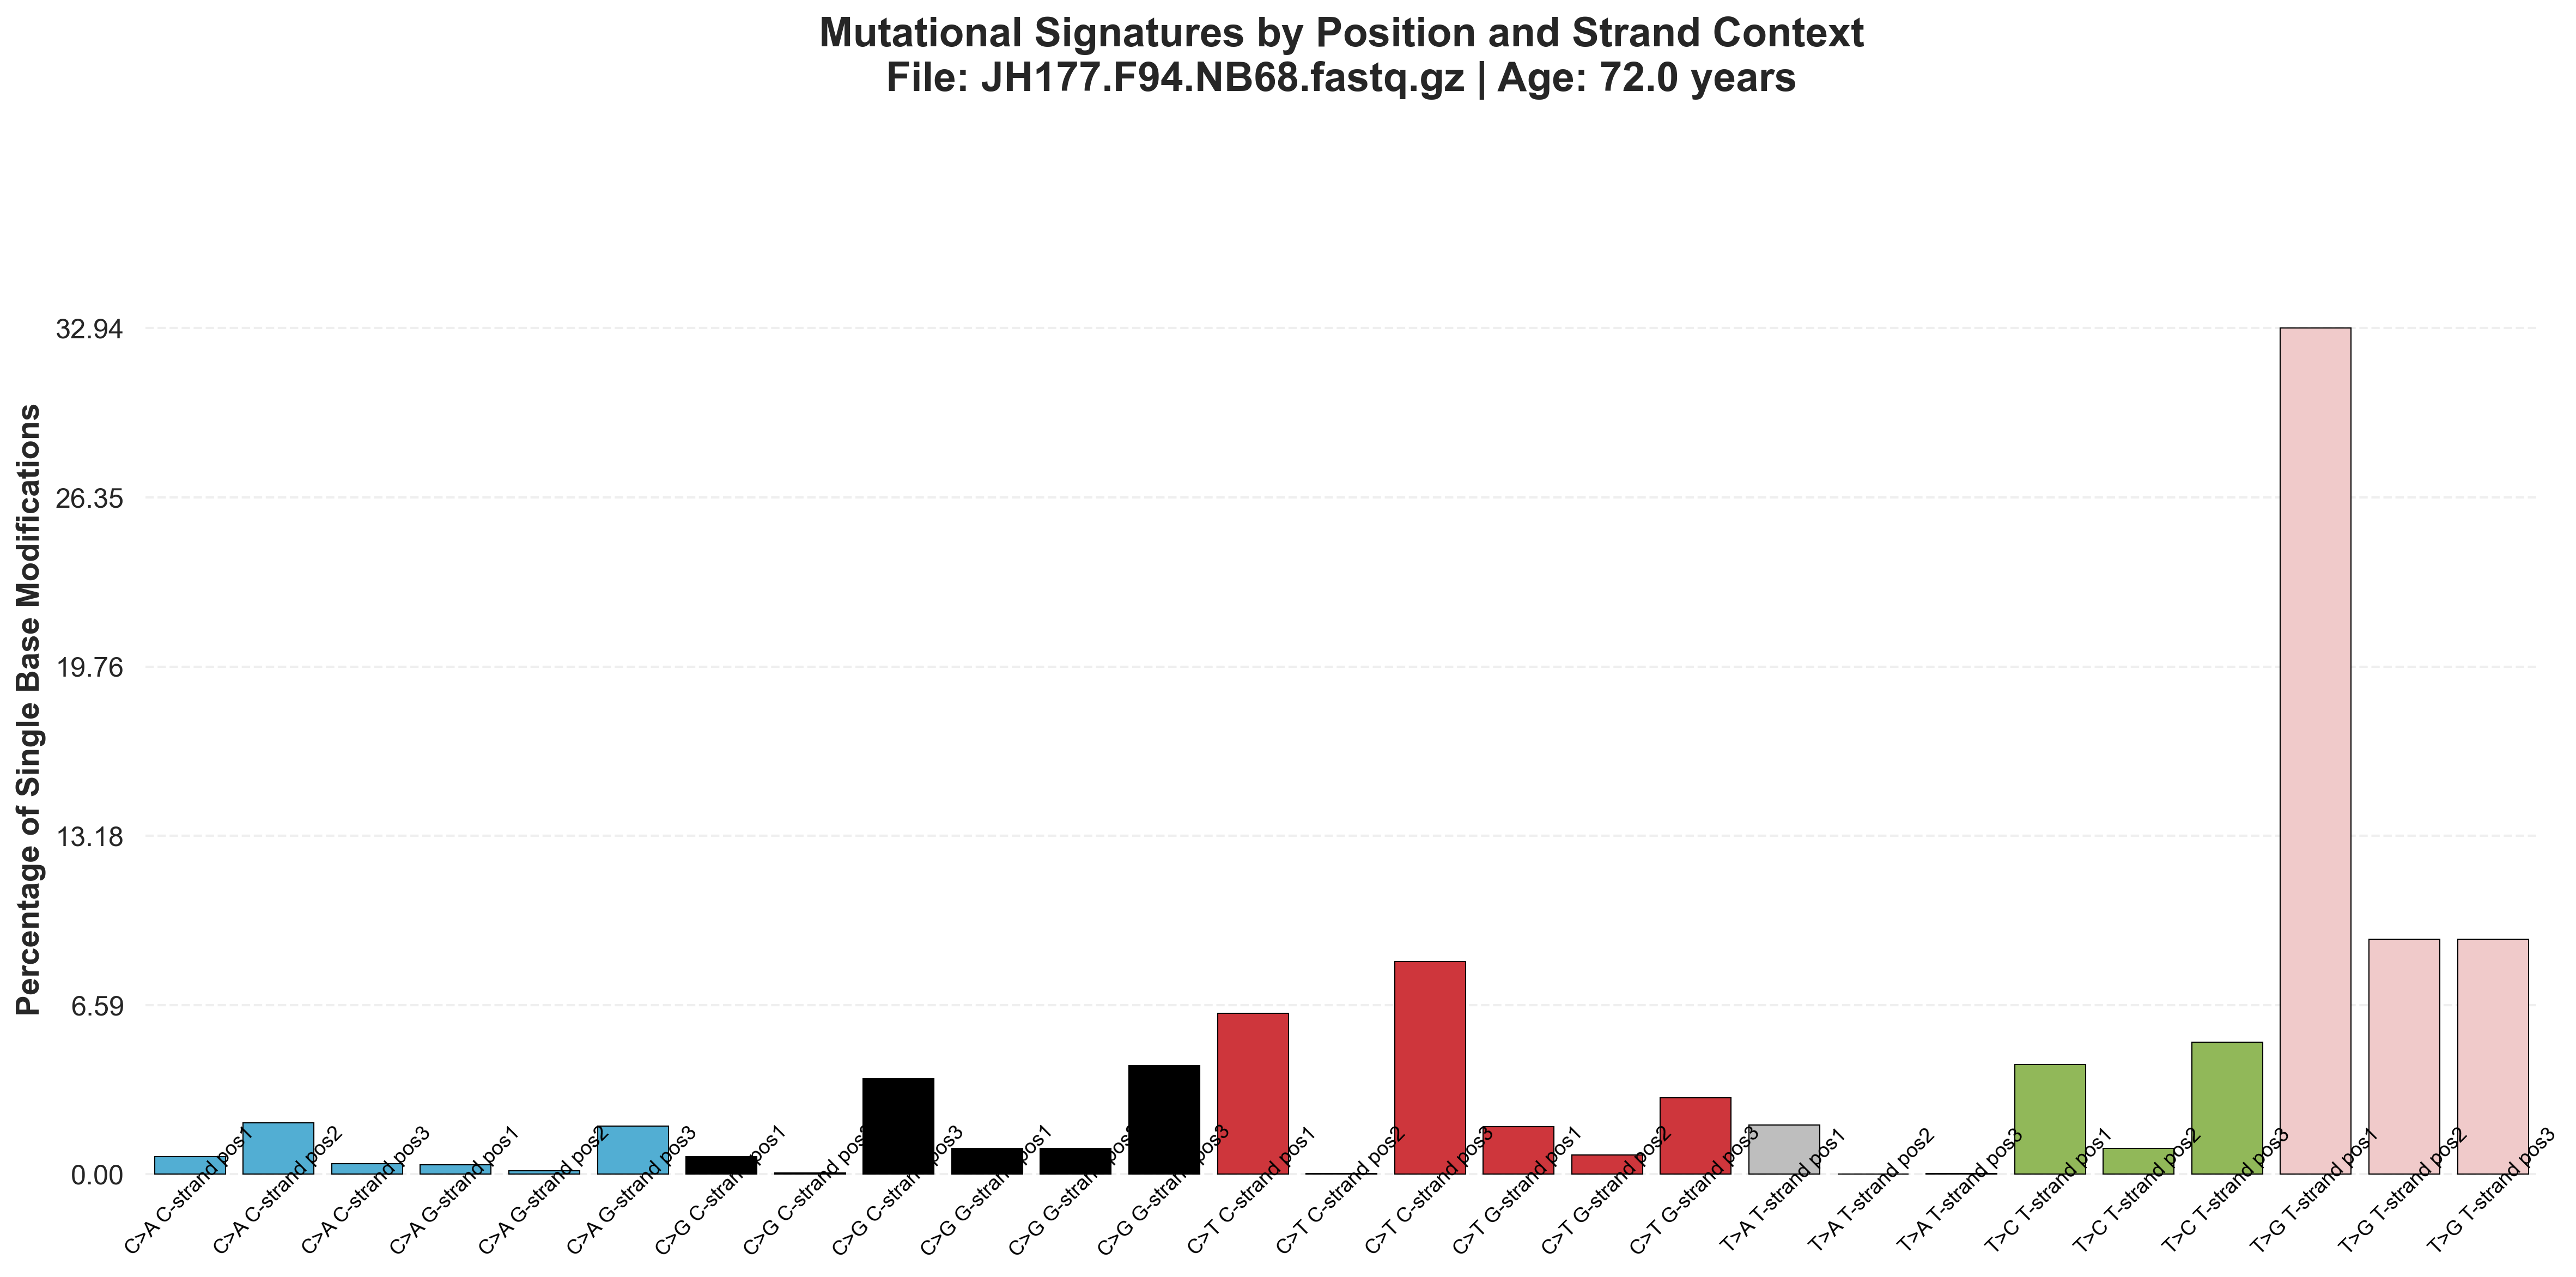 Mutational Signatures by Position and Strand Context
File: JH177.F94.NB68.fastq.gz | Age: 72.0 years
Percentage of Single Base Modifications
32.94
26.35
19.76
13.18
6.59
0.00
C>A C-strand pos1
C>A C-strand pos2
C>A C-strand pos3
C>A G-strand pos1
C>A G-strand pos2
C>A G-strand pos3
C>G C-strand pos1
C>G C-strand pos2
C>G C-strand pos3
C>G G-strand pos1
C>G G-strand pos2
C>G G-strand pos3
C>T C-strand pos1
C>T C-strand pos2
C>T C-strand pos3
C>T G-strand pos1
C>T G-strand pos2
C>T G-strand pos3
T>A T-strand pos1
T>A T-strand pos2
T>A T-strand pos3
T>C T-strand pos1
T>C T-strand pos2
T>C T-strand pos3
T>G T-strand pos1
T>G T-strand pos2
T>G T-strand pos3